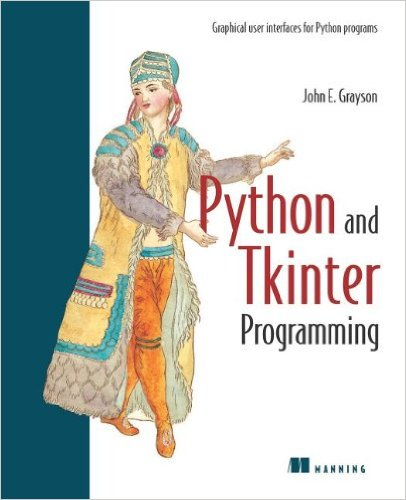 Graphical user interfaces for Python programs
John E. Grayson
Python and
Tkinter
Programming
MANNING